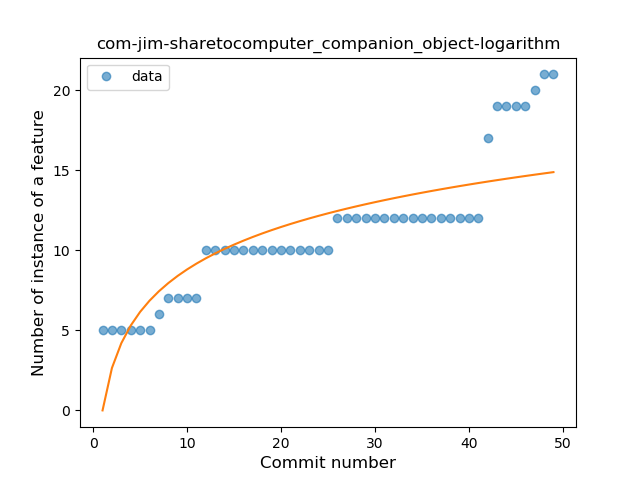 com-jim-sharetocomputer_companion_object-logarithm
data
Number of instance of a feature
20
15
10
5
0
0 10 20 30 40 50
Commit number